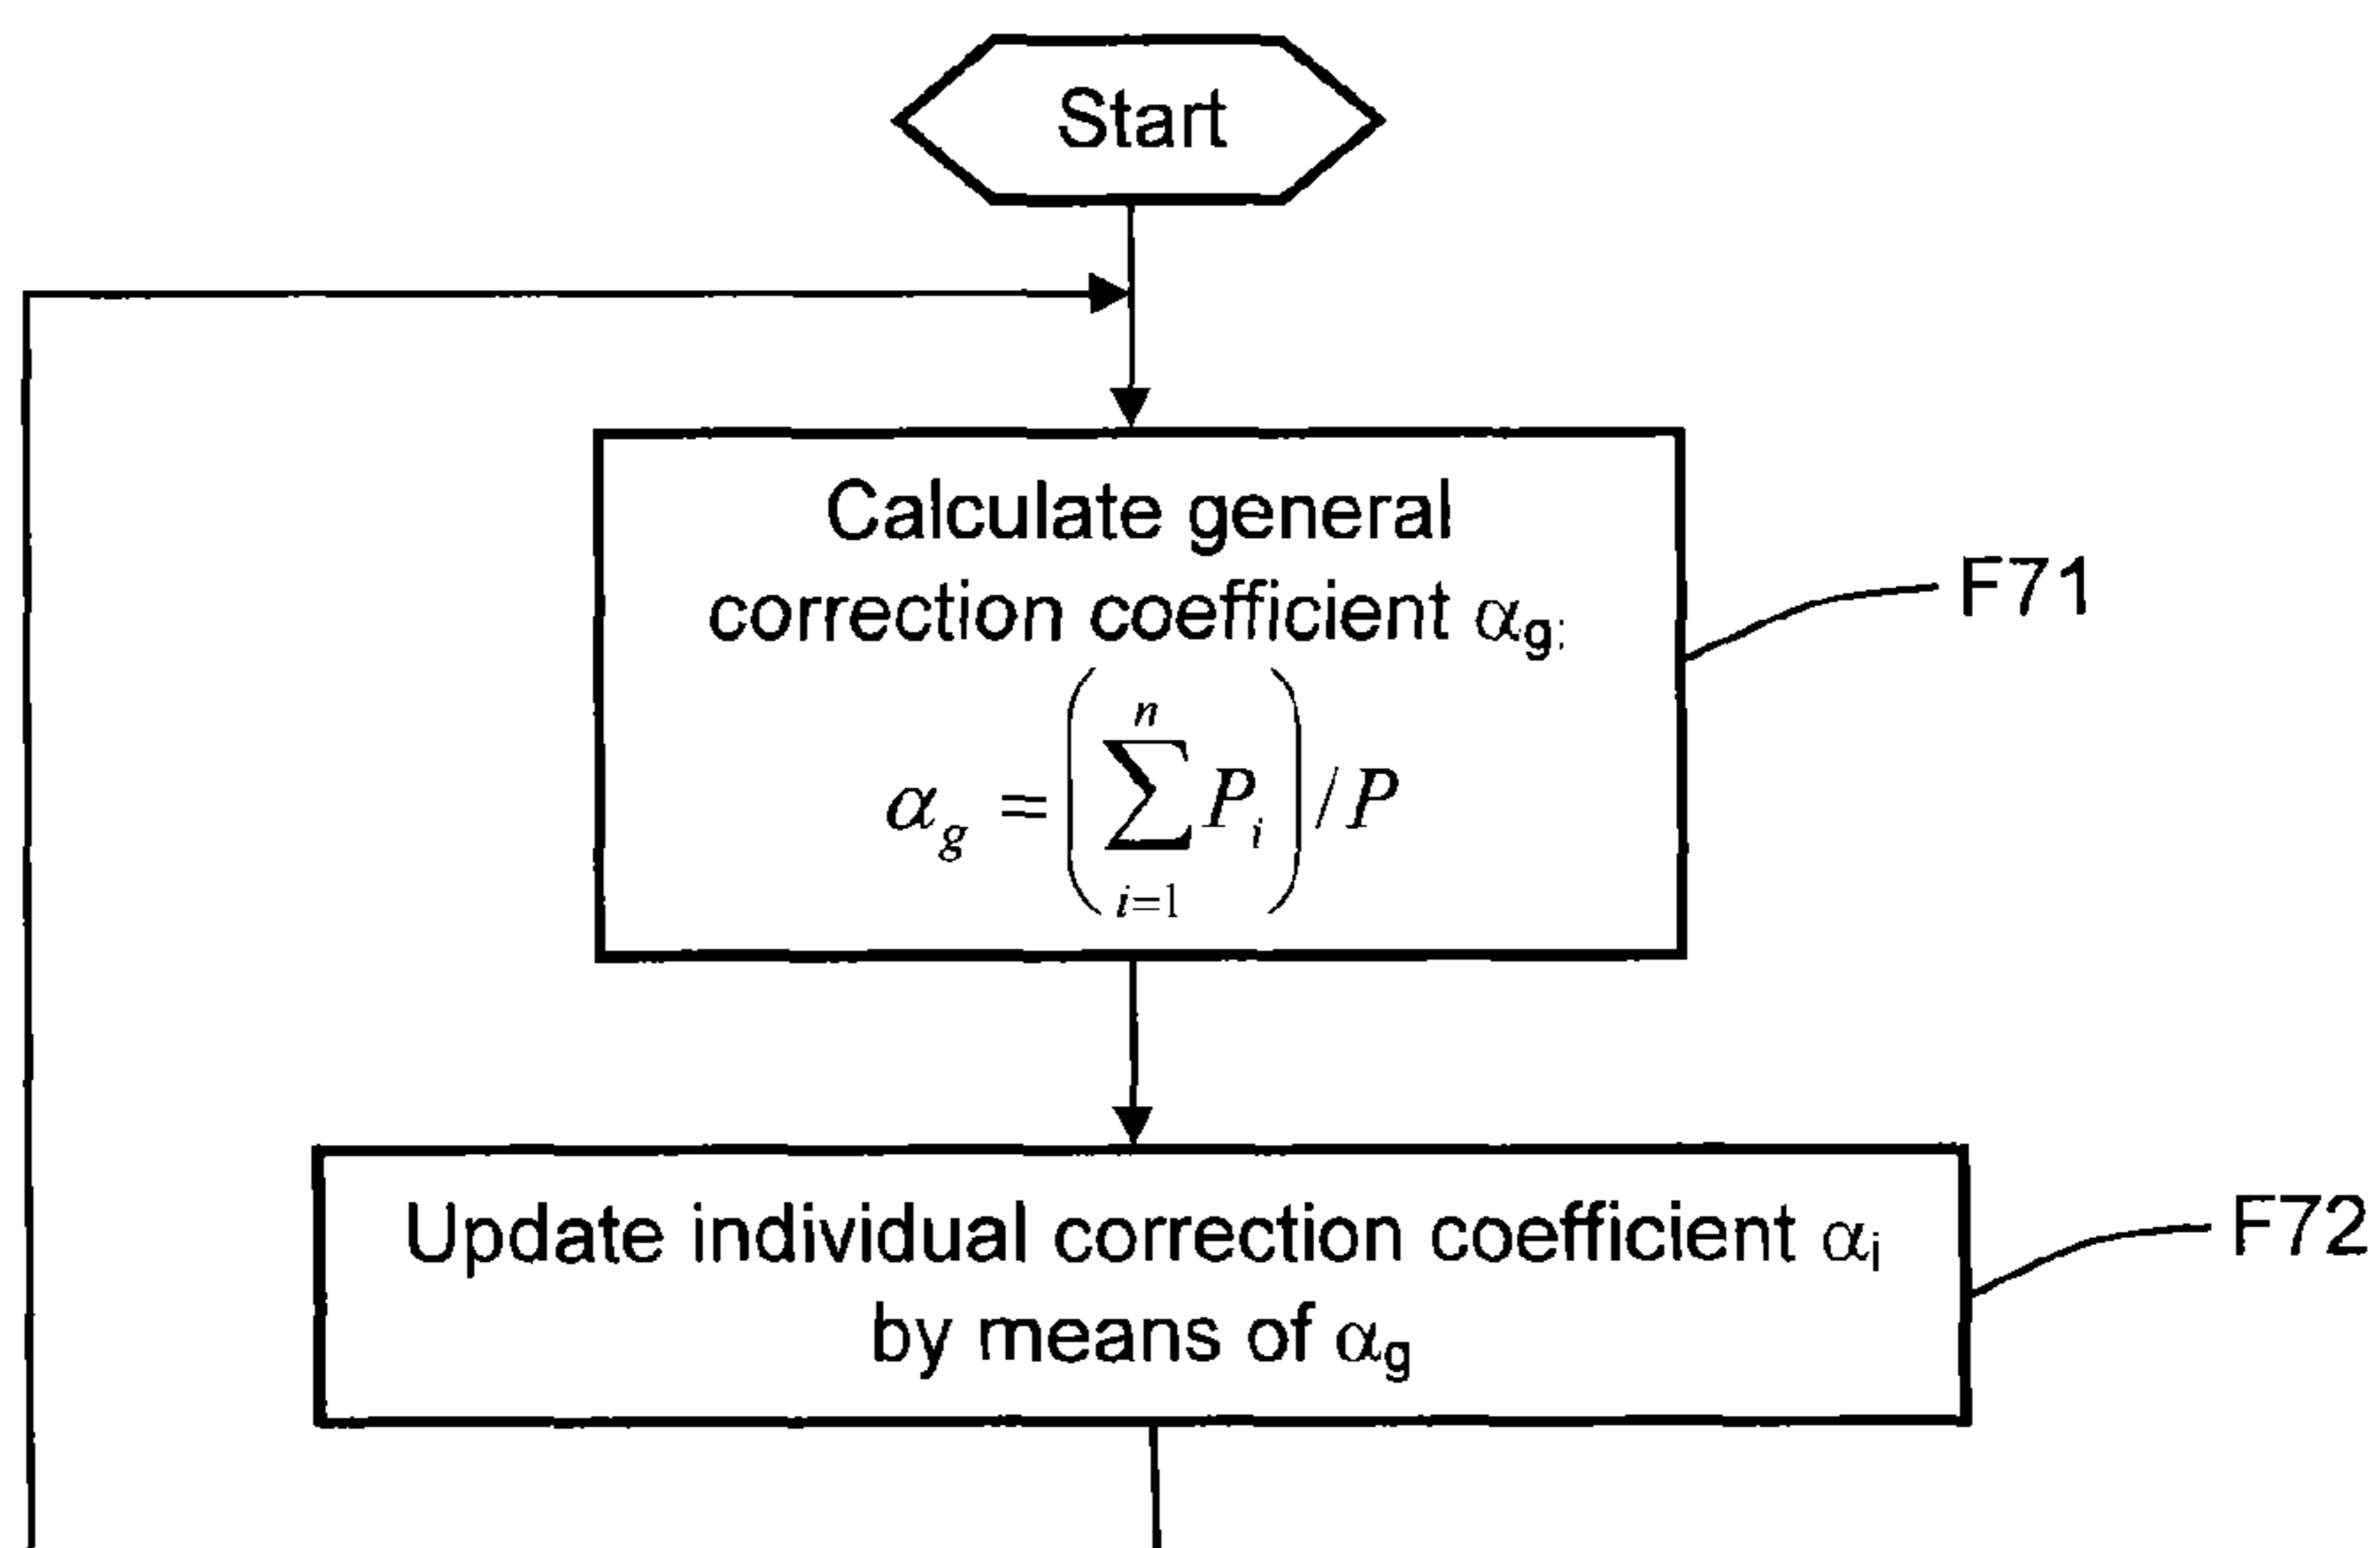 Start
Calculate general
correction coefficient αg:
F71
αg = (∑ i=1 n Pi) / P
Update individual correction coefficient αi
F72
by means of αg